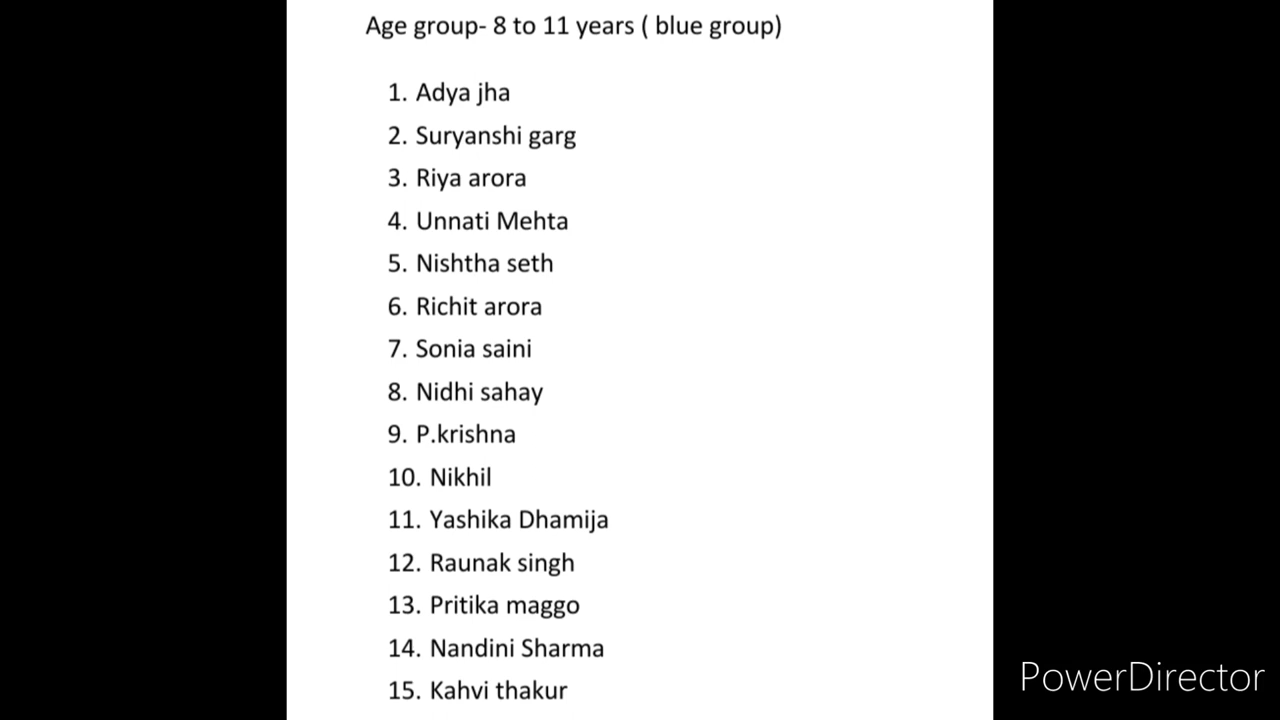 Age group- 8 to 11 years ( blue group)
1. Adya jha
2. Suryanshi garg
3. Riya arora
4. Unnati Mehta
5. Nishtha seth
6. Richit arora
7. Sonia saini
8. Nidhi sahay
9. P.krishna
10. Nikhil
11. Yashika Dhamija
12. Raunak singh
13. Pritika maggo
14. Nandini Sharma
15. Kahvi thakur
PowerDirector